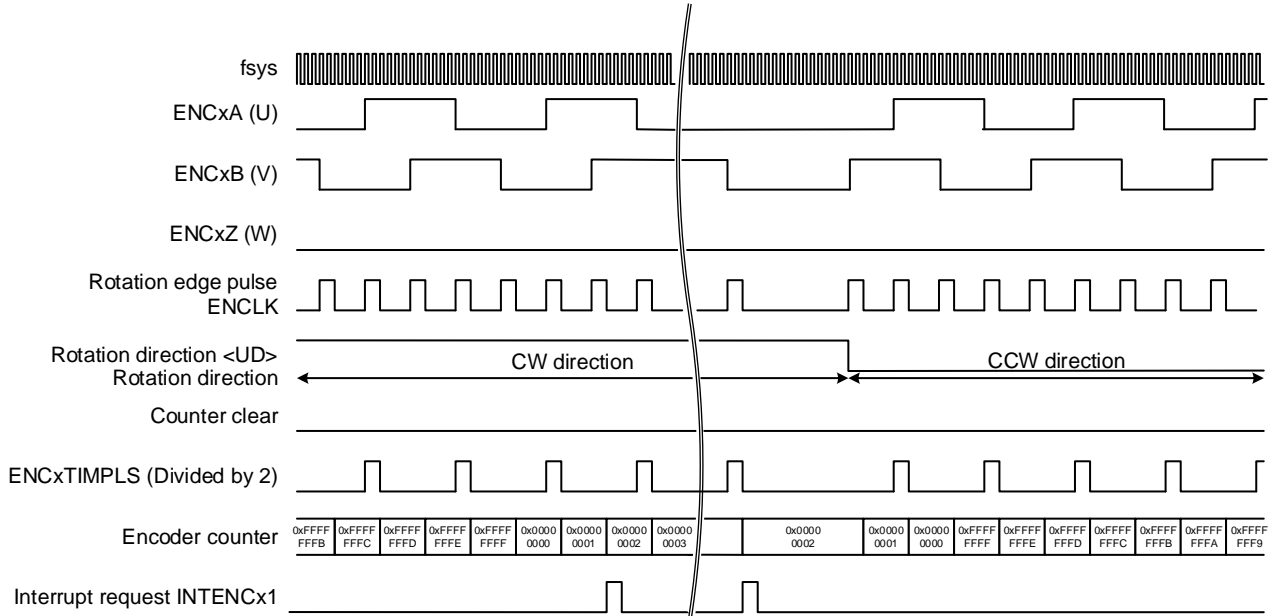 fsys
ENCxA (U)
ENCxB (V)
ENCxZ (W)
Rotation edge pulse
ENCLK
Rotation direction <UD>
Rotation direction
CW direction
CCW direction
Counter clear
ENCxTIMPLS (Divided by 2)
Encoder counter
0xFFFF 0xFFFF 0xFFFF 0xFFFF 0xFFFF 0x0000 0x0000 0x0000 0x0000 0x0000 0x0000 0x0000 0xFFFF 0xFFFF 0xFFFF 0xFFFF 0xFFFF 0xFFFF 0xFFFF
FFFB FFFC FFFD FFFE FFFF 0000 0001 0002 0003 0002 0001 0000 FFFF FFFE FFFD FFFC FFFB FFFA FFF9
Interrupt request INTENCx1